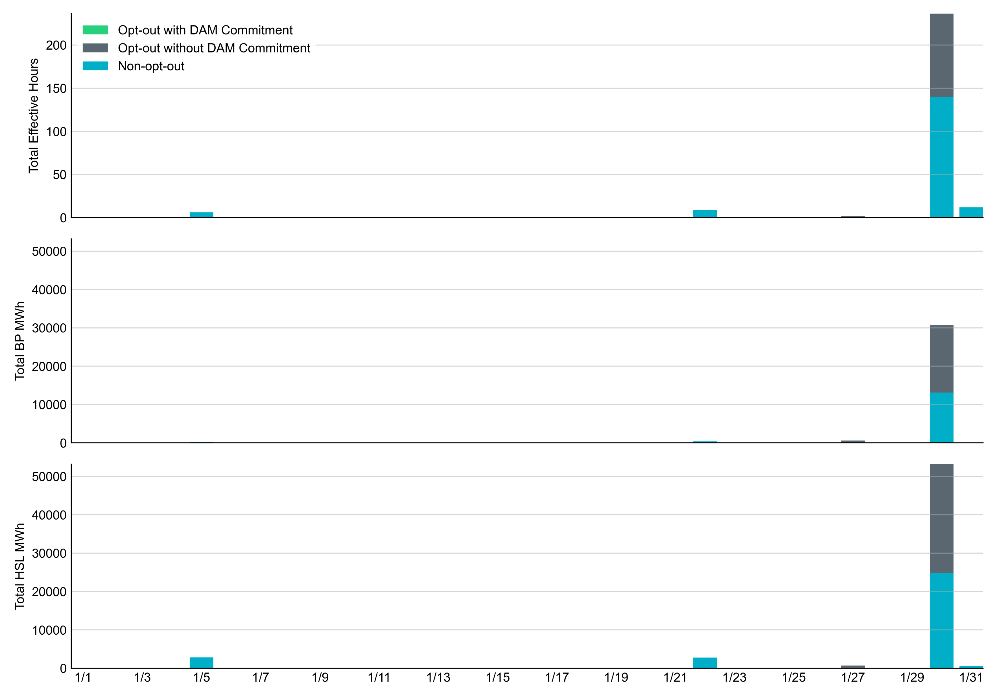 Opt-out with DAM Commitment
Opt-out without DAM Commitment
Non-opt-out
Total Effective Hours
200
150
100
50
0
Total BP MWh
50000
40000
30000
20000
10000
0
Total HSL MWh
50000
40000
30000
20000
10000
0
1/1 1/3 1/5 1/7 1/9 1/11 1/13 1/15 1/17 1/19 1/21 1/23 1/25 1/27 1/29 1/31